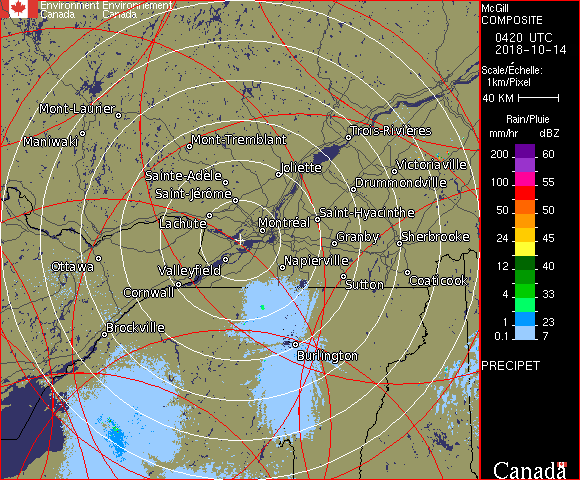 Environment Environnement
Canada Canada
McGill
COMPOSITE
0420 UTC
2018-10-14
Scale/Échelle:
1km/Pixel
40 KM
Rain/Pluie
mm/hr dBZ
200 60
55
100 55
50 50
24 45
12 40
4 33
1 23
0.1 7
PRECIPET
Canada
Mont-Laurier
Maniwaki
Mont-Tremblant
Trois-Rivières
Joliette
Victoriaville
Sainte-Adèle
Drummondville
Saint-Jérôme
Saint-Hyacinthe
Lachute
Montréal
Granby
Sherbrooke
Ottawa
Valleyfield
Napierville
Cornwall
Sutton
Coaticook
Brockville
Burlington